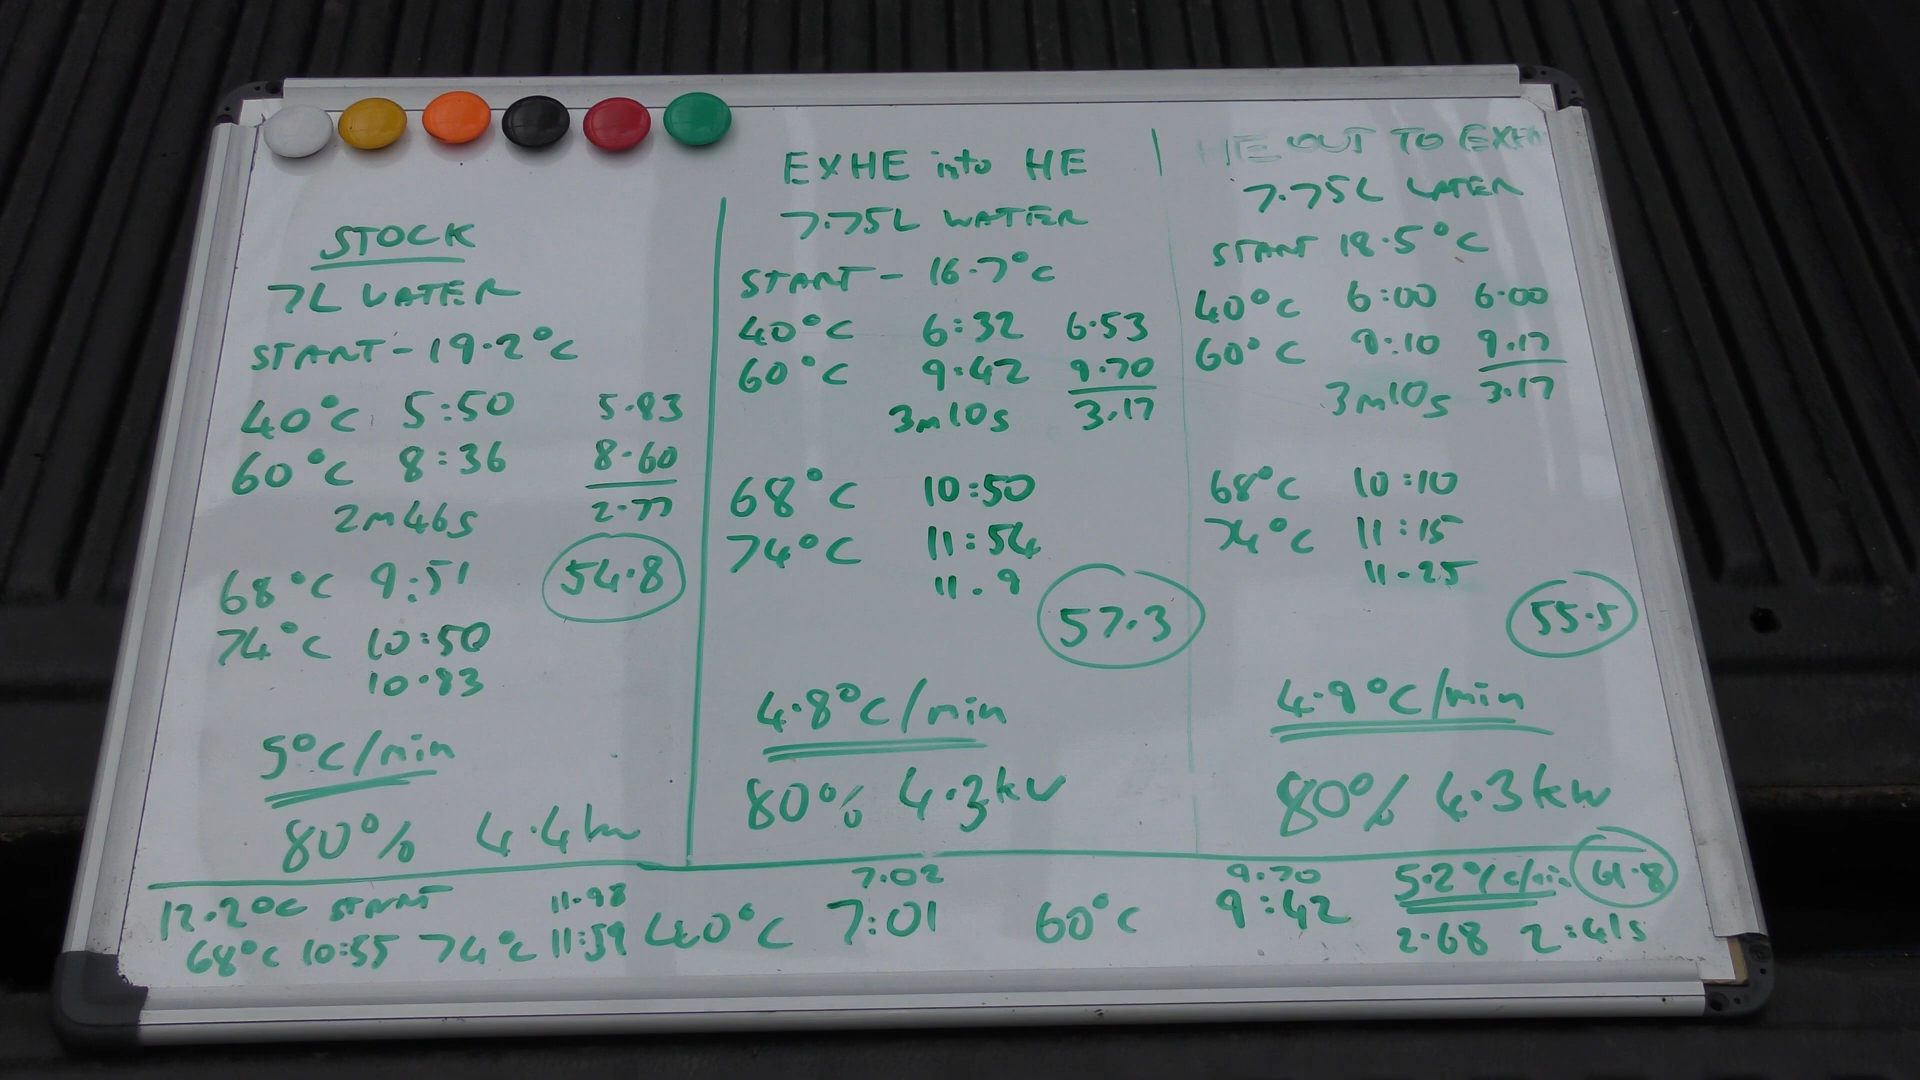 STOCK
7L WATER
START - 19.2°C
40°C 5:50 5.83
60°C 8:36 8.60
2m46s 2.77
68°C 9:51 54.8
74°C 10:50
10.83
5°C/min
80% 4.4kw
EXHE into HE
7.75L WATER
START - 16.7°C
40°C 6:32 6.53
60°C 9:42 9.70
3m10s 3.17
68°C 10:50
74°C 11:54
11.9
57.3
4.8°C/min
80% 4.3kw
HE OUT TO EXHE
7.75L WATER
START 18.5°C
40°C 6:00 6.00
60°C 9:10 9.17
3m10s 3.17
68°C 10:10
74°C 11:15
11.25
55.5
4.9°C/min
80% 4.3kw
12.2°C START 11.98 7.02 9.70 5.2°C/min 61.8
68°C 10:55 74°C 11:59 40°C 7:01 60°C 9:42 2.68 2:41s